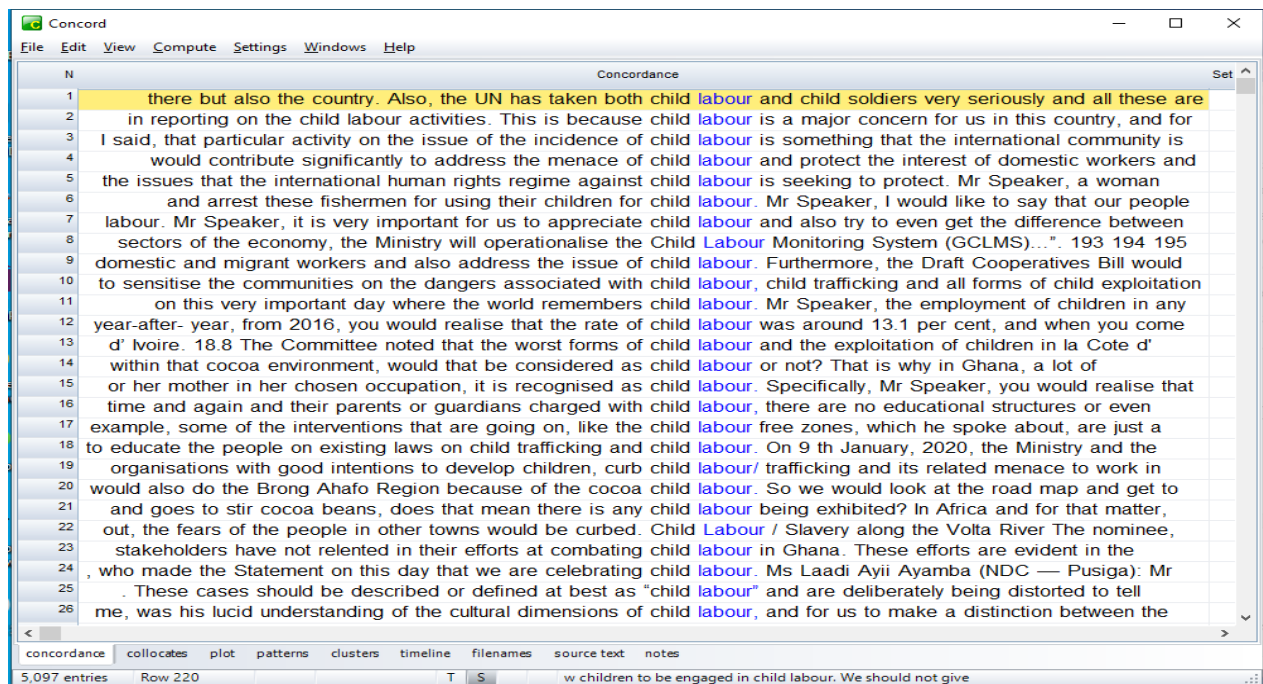 Concord
File Edit View Compute Settings Windows Help
N Concordance Set
1 there but also the country. Also, the UN has taken both child labour and child soldiers very seriously and all these are
2 in reporting on the child labour activities. This is because child labour is a major concern for us in this country, and for
3 I said, that particular activity on the issue of the incidence of child labour is something that the international community is
4 would contribute significantly to address the menace of child labour and protect the interest of domestic workers and
5 the issues that the international human rights regime against child labour is seeking to protect. Mr Speaker, a woman
6 and arrest these fishermen for using their children for child labour. Mr Speaker, I would like to say that our people
7 labour. Mr Speaker, it is very important for us to appreciate child labour and also try to even get the difference between
8 sectors of the economy, the Ministry will operationalise the Child Labour Monitoring System (GCLMS)...”. 193 194 195
9 domestic and migrant workers and also address the issue of child labour. Furthermore, the Draft Cooperatives Bill would
10 to sensitise the communities on the dangers associated with child labour, child trafficking and all forms of child exploitation
11 on this very important day where the world remembers child labour. Mr Speaker, the employment of children in any
12 year-after- year, from 2016, you would realise that the rate of child labour was around 13.1 per cent, and when you come
13 d’ Ivoire. 18.8 The Committee noted that the worst forms of child labour and the exploitation of children in la Cote d'
14 within that cocoa environment, would that be considered as child labour or not? That is why in Ghana, a lot of
15 or her mother in her chosen occupation, it is recognised as child labour. Specifically, Mr Speaker, you would realise that
16 time and again and their parents or guardians charged with child labour, there are no educational structures or even
17 example, some of the interventions that are going on, like the child labour free zones, which he spoke about, are just a
18 to educate the people on existing laws on child trafficking and child labour. On 9 th January, 2020, the Ministry and the
19 organisations with good intentions to develop children, curb child labour/ trafficking and its related menace to work in
20 would also do the Brong Ahafo Region because of the cocoa child labour. So we would look at the road map and get to
21 and goes to stir cocoa beans, does that mean there is any child labour being exhibited? In Africa and for that matter,
22 out, the fears of the people in other towns would be curbed. Child Labour / Slavery along the Volta River The nominee,
23 stakeholders have not relented in their efforts at combating child labour in Ghana. These efforts are evident in the
24 , who made the Statement on this day that we are celebrating child labour. Ms Laadi Ayii Ayamba (NDC — Pusiga): Mr
25 . These cases should be described or defined at best as “child labour” and are deliberately being distorted to tell
26 me, was his lucid understanding of the cultural dimensions of child labour, and for us to make a distinction between the
concordance collocates plot patterns clusters timeline filenames source text notes
5,097 entries Row 220 T S w children to be engaged in child labour. We should not give